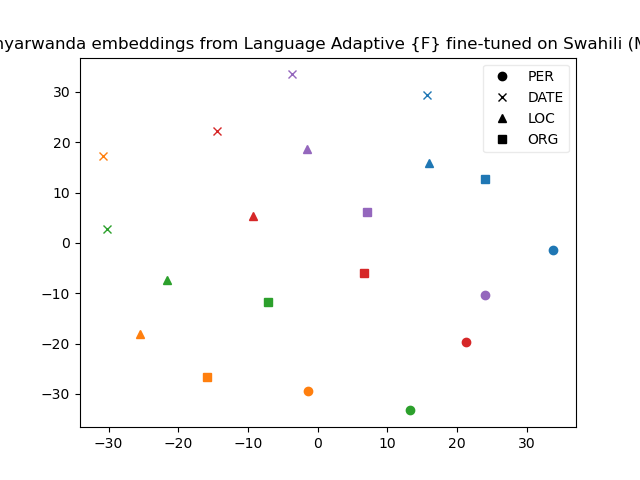 nyarwanda embeddings from Language Adaptive {F} fine-tuned on Swahili (M
PER
DATE
LOC
ORG
30
20
10
0
−10
−20
−30
−30 −20 −10 0 10 20 30